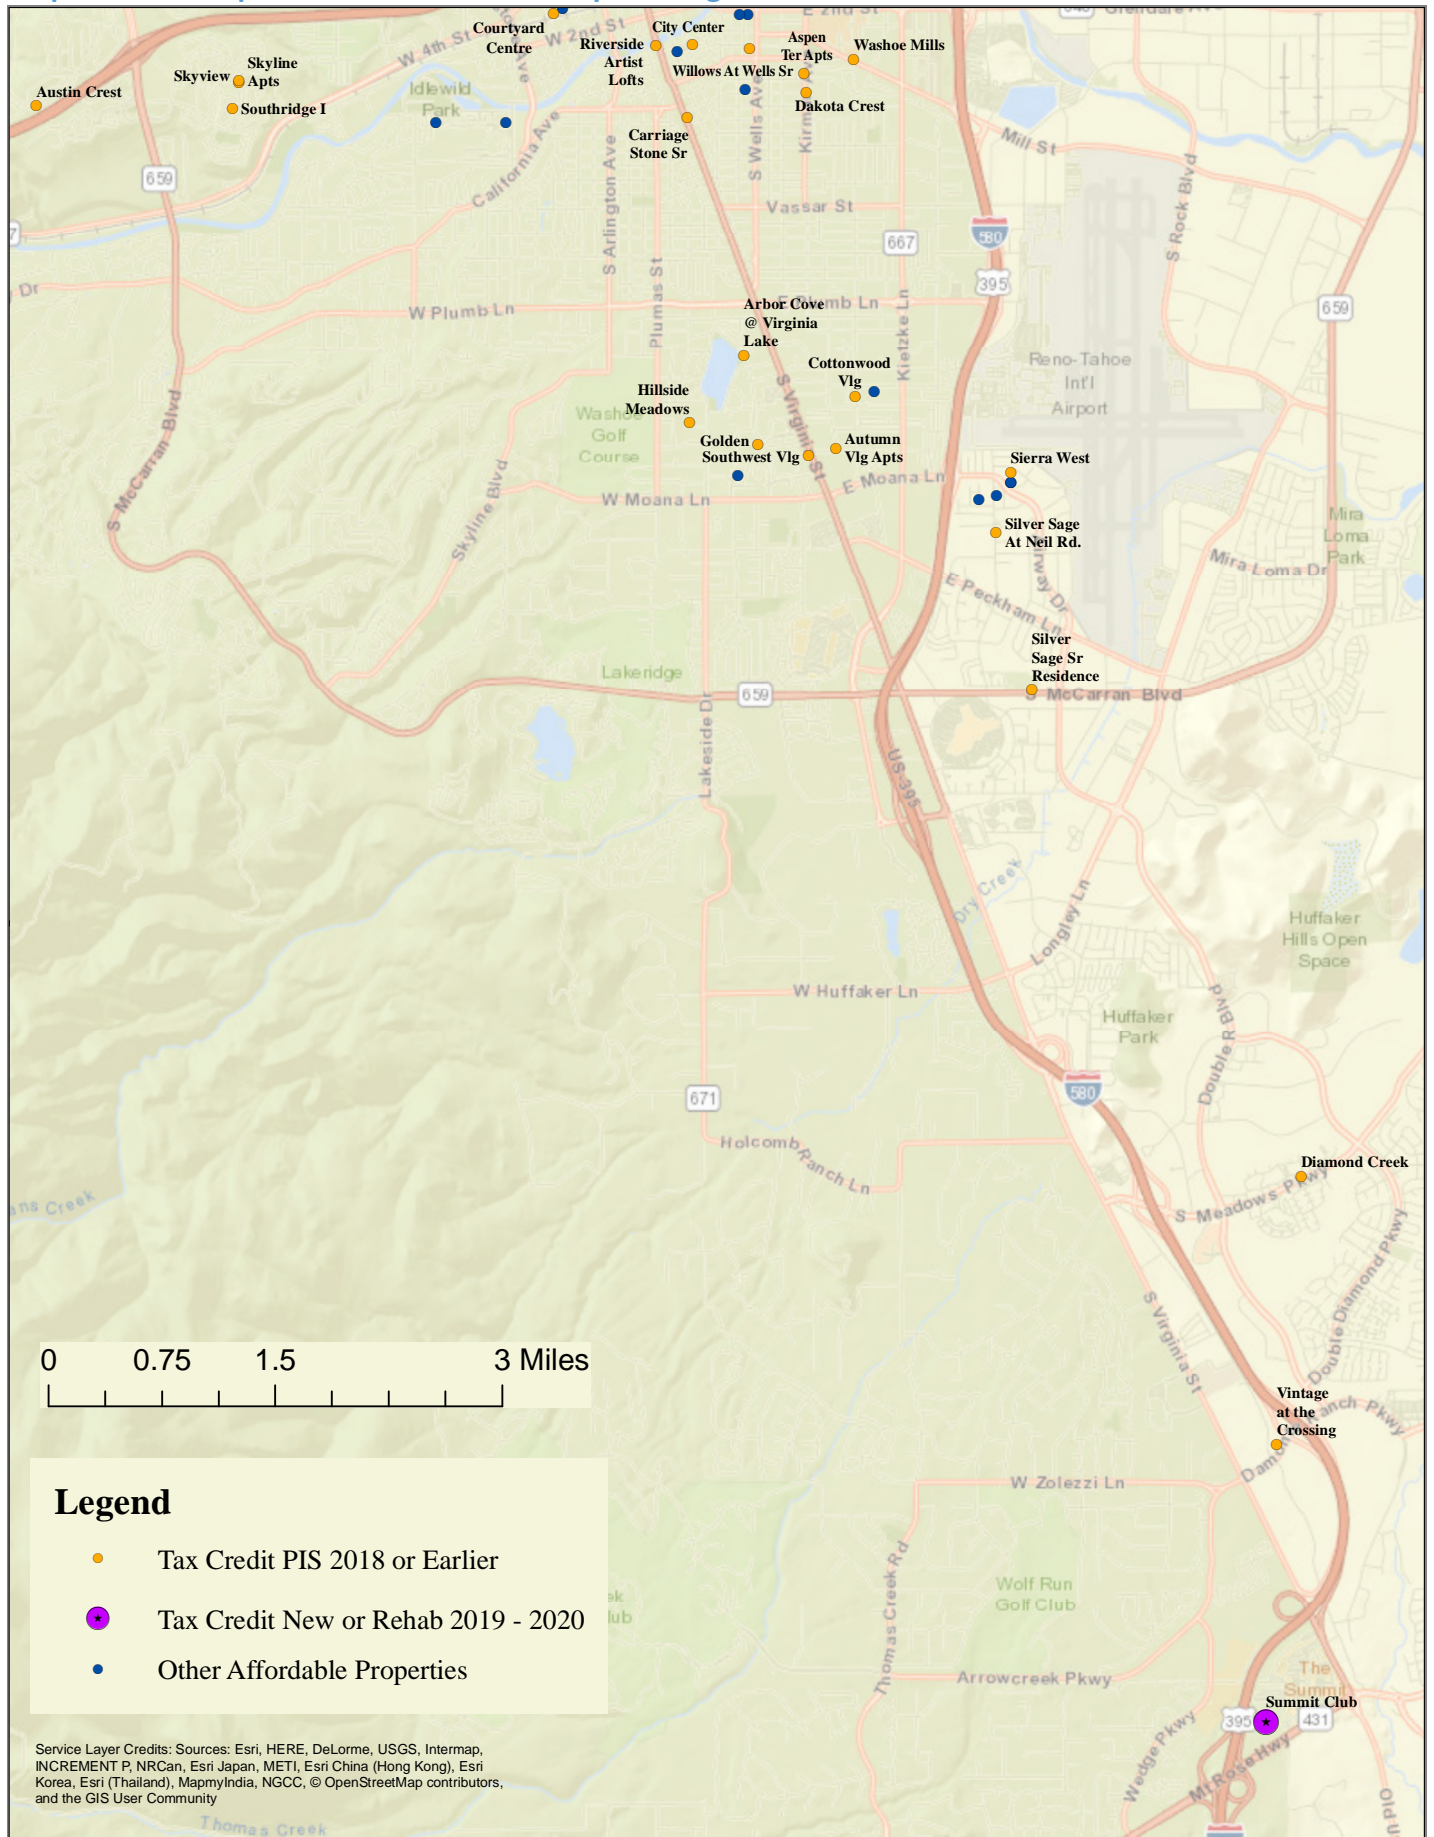 E 2nd St
Glendale Ave
Courtyard
Centre
W 4th St
W 2nd St
City Center
Riverside
Artist
Lofts
Aspen
Ter Apts
Washoe Mills
Willows At Wells Sr
Dakota Crest
Skyline
Apts
Skyview
Austin Crest
Southridge I
Idlewild
Park
Carriage
Stone Sr
California Ave
S Arlington Ave
S Wells Ave
Mill St
S Rock Blvd
659
Vassar St
580
667
395
659
Plumas St
Kietzke Ln
Dr
W Plumb Ln
E Plumb Ln
Arbor Cove
@ Virginia
Lake
Reno-Tahoe
Int'l
Airport
Cottonwood
Vlg
Hillside
Meadows
Washoe
Golf
Course
S Virginia St
Golden
Southwest Vlg
Autumn
Vlg Apts
Sierra West
S McCarran Blvd
Skyline Blvd
W Moana Ln
E Moana Ln
Silver Sage
At Neil Rd.
Mira
Loma
Park
Mira Loma Dr
E Peckham Ln
Silver
Sage Sr
Residence
Lakeridge
659
S McCarran Blvd
Lakeside Dr
US 395
Dry Creek
Longley Ln
Huffaker
Hills Open
Space
W Huffaker Ln
Huffaker
Park
Double R Blvd
580
671
Holcomb Ranch Ln
Diamond Creek
S Meadows Pkwy
Double Diamond Pkwy
S Virginia St
0 0.75 1.5 3 Miles
Vintage
at the
Crossing
W Zolezzi Ln
Legend
Tax Credit PIS 2018 or Earlier
Tax Credit New or Rehab 2019 - 2020
Other Affordable Properties
Thomas Creek Rd
Wolf Run
Golf Club
Arrowcreek Pkwy
The
Summit
Summit Club
395
431
Wedge Pkwy
Mt Rose Hwy
Service Layer Credits: Sources: Esri, HERE, DeLorme, USGS, Intermap,
INCREMENT P, NRCan, Esri Japan, METI, Esri China (Hong Kong), Esri
Korea, Esri (Thailand), MapmyIndia, NGCC, © OpenStreetMap contributors,
and the GIS User Community
Thomas Creek